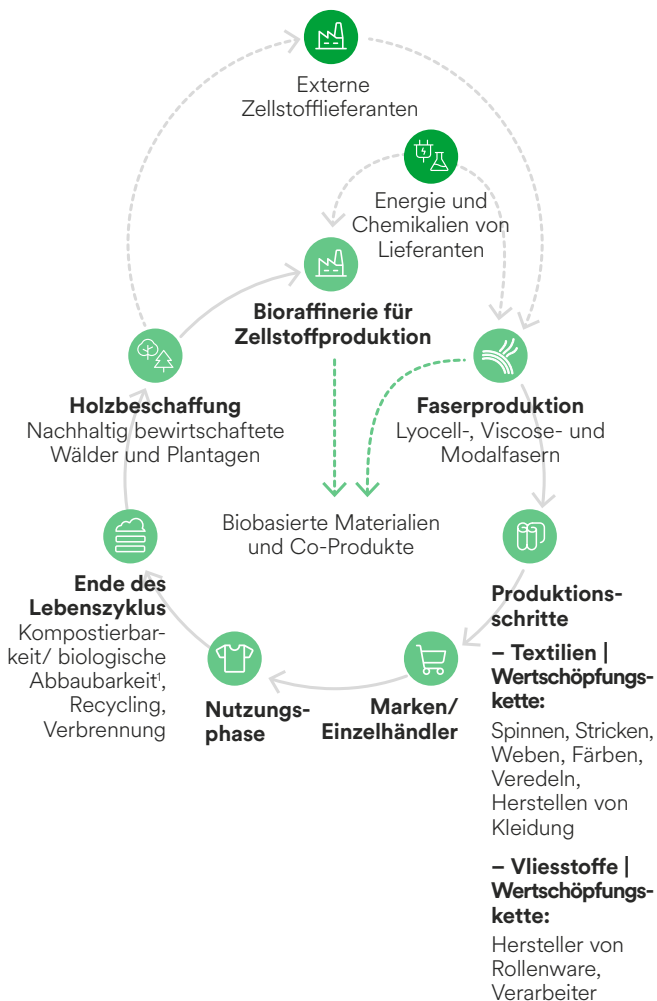 Externe
Zellstofflieferanten
Energie und
Chemikalien von
Lieferanten
Bioraffinerie für
Zellstoffproduktion
Holzbeschaffung
Nachhaltig bewirtschaftete
Wälder und Plantagen
Faserproduktion
Lyocell-, Viscose- und
Modalfasern
Biobasierte Materialien
und Co-Produkte
Ende des
Lebenszyklus
Kompostierbar-
keit/ biologische
Abbaubarkeit¹,
Recycling,
Verbrennung
Nutzungs-
phase
Marken/
Einzelhändler
Produktions-
schritte
– Textilien |
Wertschöpfungs-
kette:
Spinnen, Stricken,
Weben, Färben,
Veredeln,
Herstellen von
Kleidung
– Vliesstoffe |
Wertschöpfungs-
kette:
Hersteller von
Rollenware,
Verarbeiter